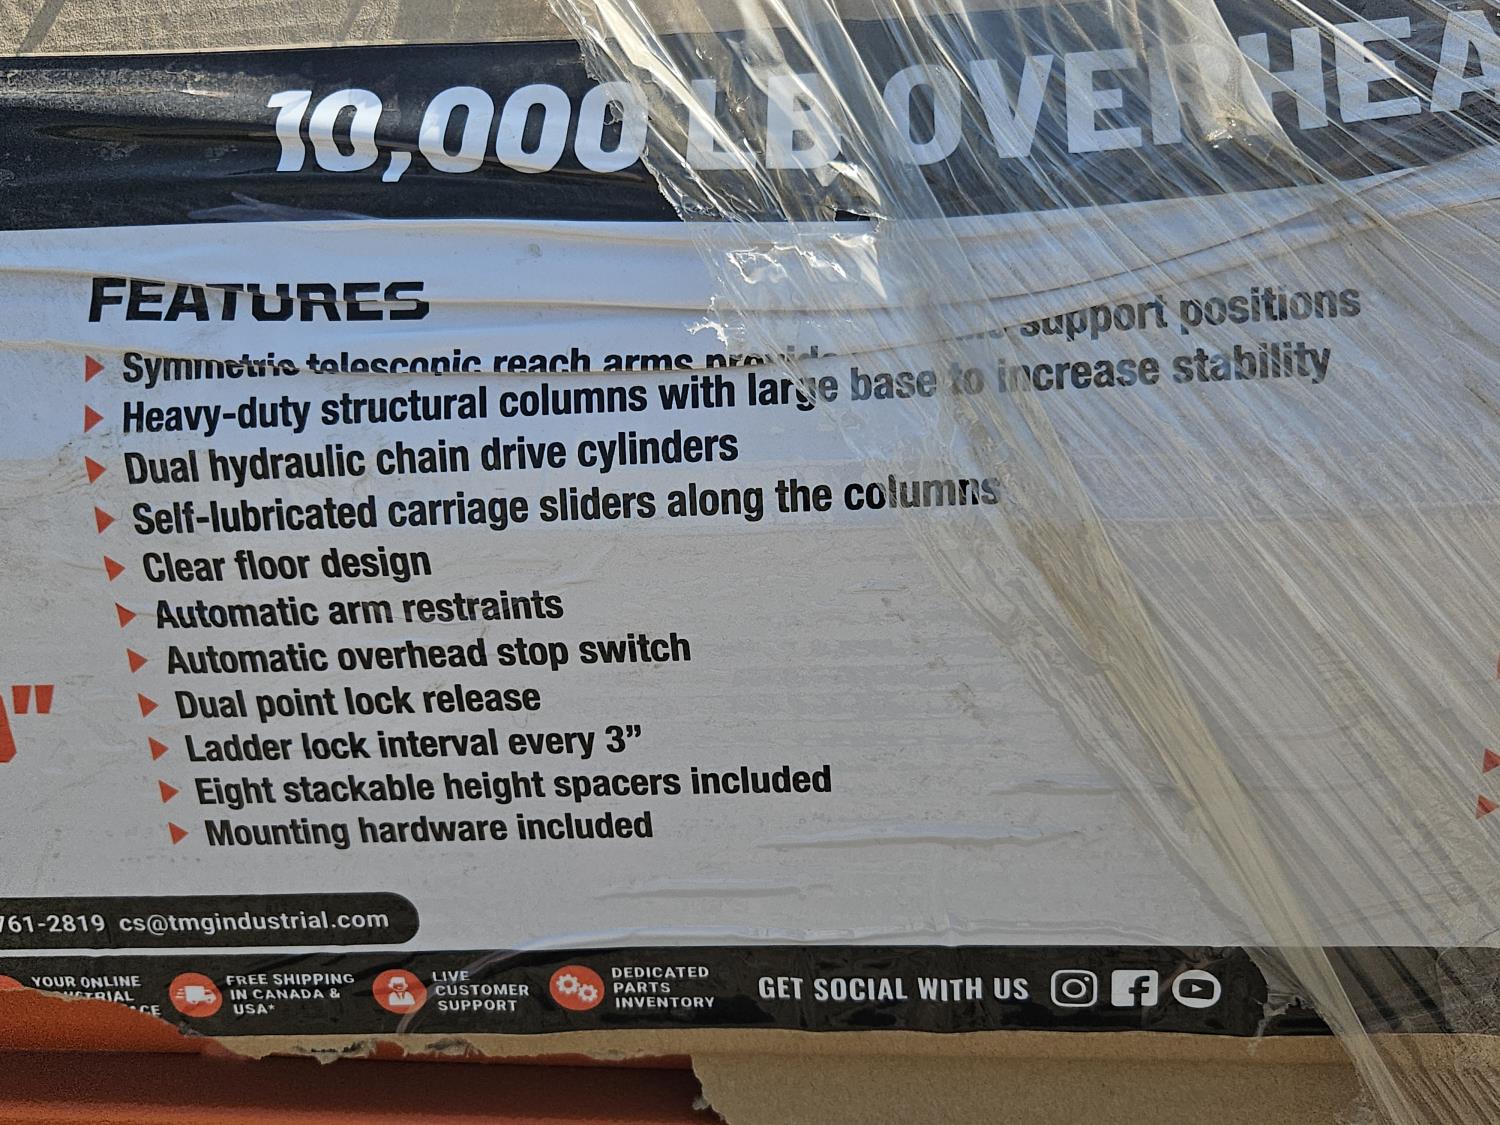 10,000 LB OVERHEA
FEATURES
Symmetric telescopic reach arms provide support positions
Heavy-duty structural columns with large base to increase stability
Dual hydraulic chain drive cylinders
Self-lubricated carriage sliders along the columns
Clear floor design
Automatic arm restraints
Automatic overhead stop switch
Dual point lock release
Ladder lock interval every 3”
Eight stackable height spacers included
Mounting hardware included
"
761-2819 cs@tmgindustrial.com
YOUR ONLINE
FREE SHIPPING
IN CANADA &
USA*
LIVE
CUSTOMER
SUPPORT
DEDICATED
PARTS
INVENTORY
GET SOCIAL WITH US